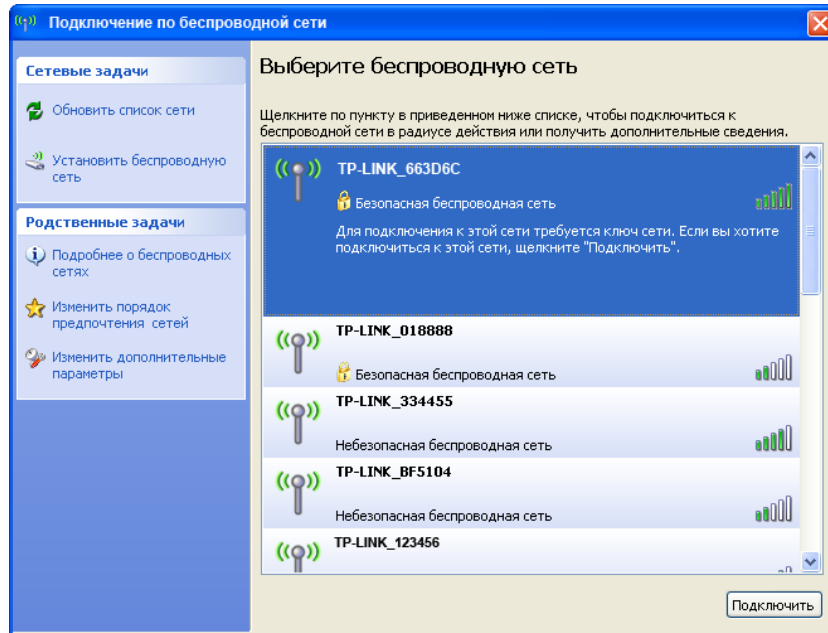 Подключение по беспроводной сети
Сетевые задачи
Обновить список сети
Установить беспроводную
сеть
Родственные задачи
Подробнее о беспроводных
сетях
Изменить порядок
предпочтения сетей
Изменить дополнительные
параметры
Выберите беспроводную сеть
Щелкните по пункту в приведенном ниже списке, чтобы подключиться к
беспроводной сети в радиусе действия или получить дополнительные сведения.
TP-LINK_663D6C
Безопасная беспроводная сеть
Для подключения к этой сети требуется ключ сети. Если вы хотите
подключиться к этой сети, щелкните "Подключить".
TP-LINK_018888
Безопасная беспроводная сеть
TP-LINK_334455
Небезопасная беспроводная сеть
TP-LINK_BF5104
Небезопасная беспроводная сеть
TP-LINK_123456
Подключить